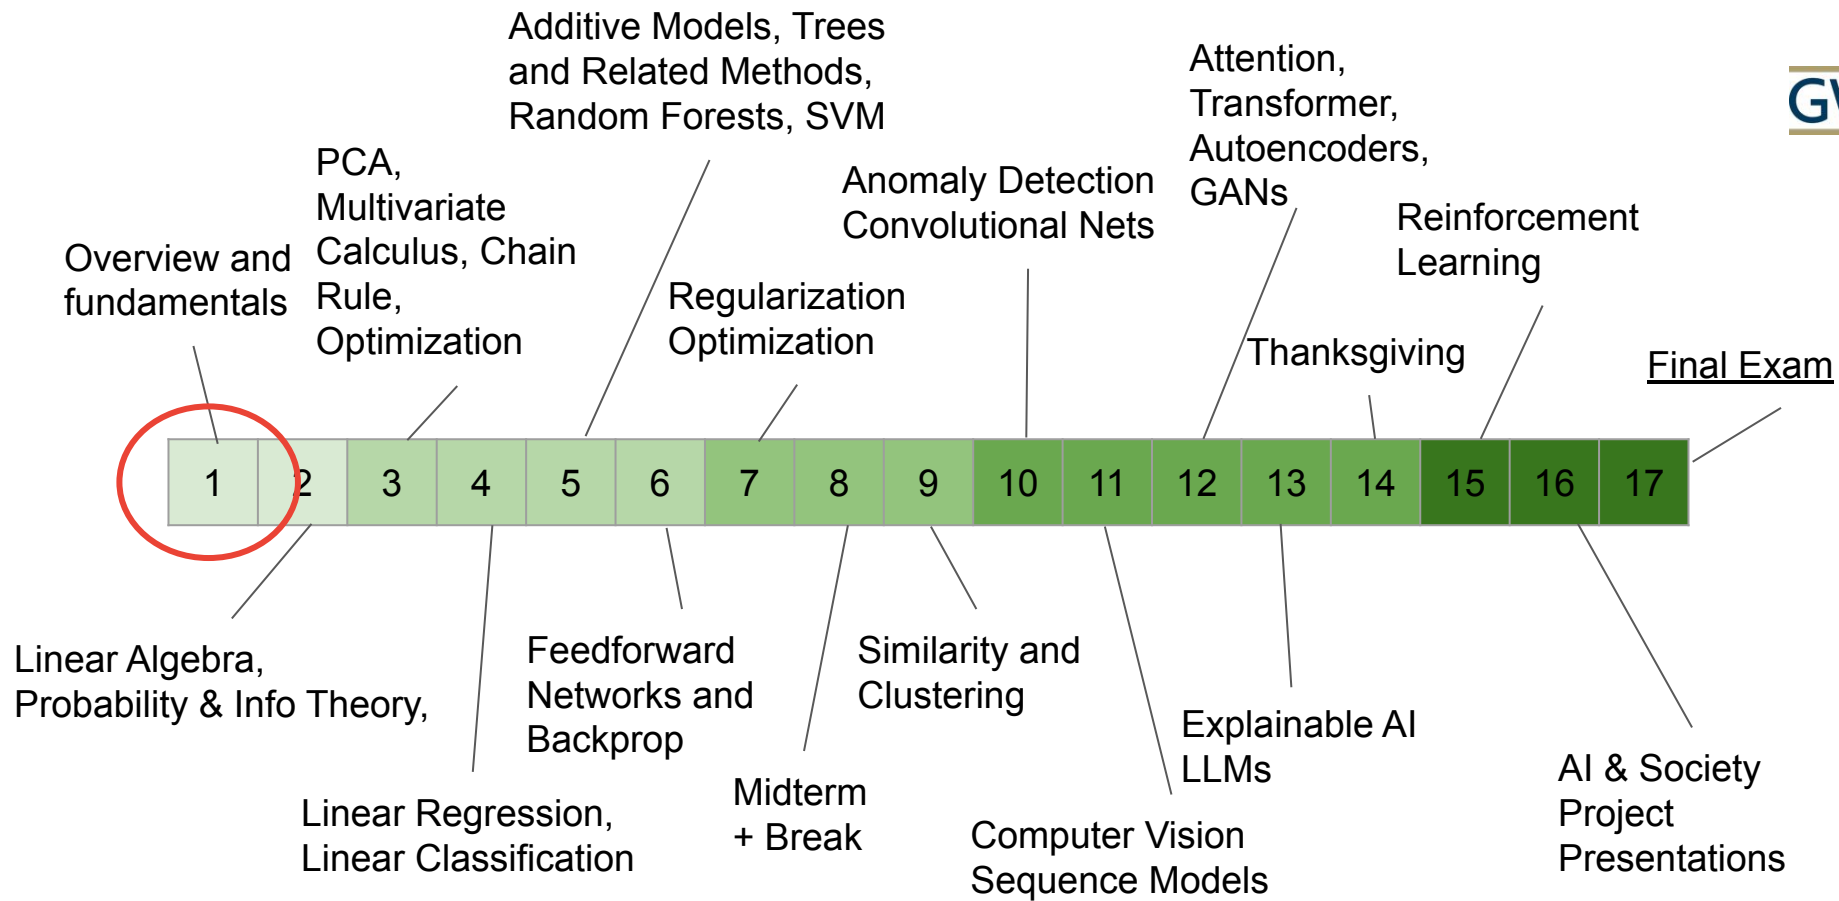 Additive Models, Trees
and Related Methods,
Random Forests, SVM
Attention,
Transformer,
Autoencoders,
GANs
PCA,
Multivariate
Calculus, Chain
Rule,
Optimization
Anomaly Detection
Convolutional Nets
Reinforcement
Learning
Overview and
fundamentals
Regularization
Optimization
Thanksgiving
Final Exam
1 2 3 4 5 6 7 8 9 10 11 12 13 14 15 16 17
Linear Algebra,
Probability & Info Theory,
Feedforward
Networks and
Backprop
Similarity and
Clustering
Explainable AI
LLMs
Midterm
+ Break
AI & Society
Project
Presentations
Linear Regression,
Linear Classification
Computer Vision
Sequence Models